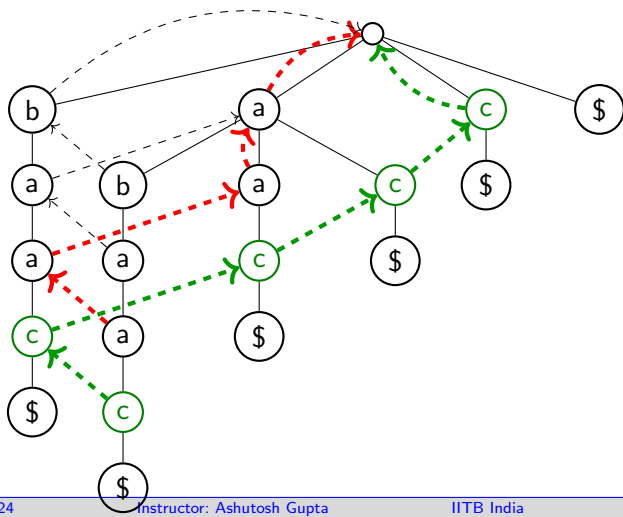 b a c $
a b a c $
a a c $
c c $
$ a $
c
$
24 Instructor: Ashutosh Gupta IITB India